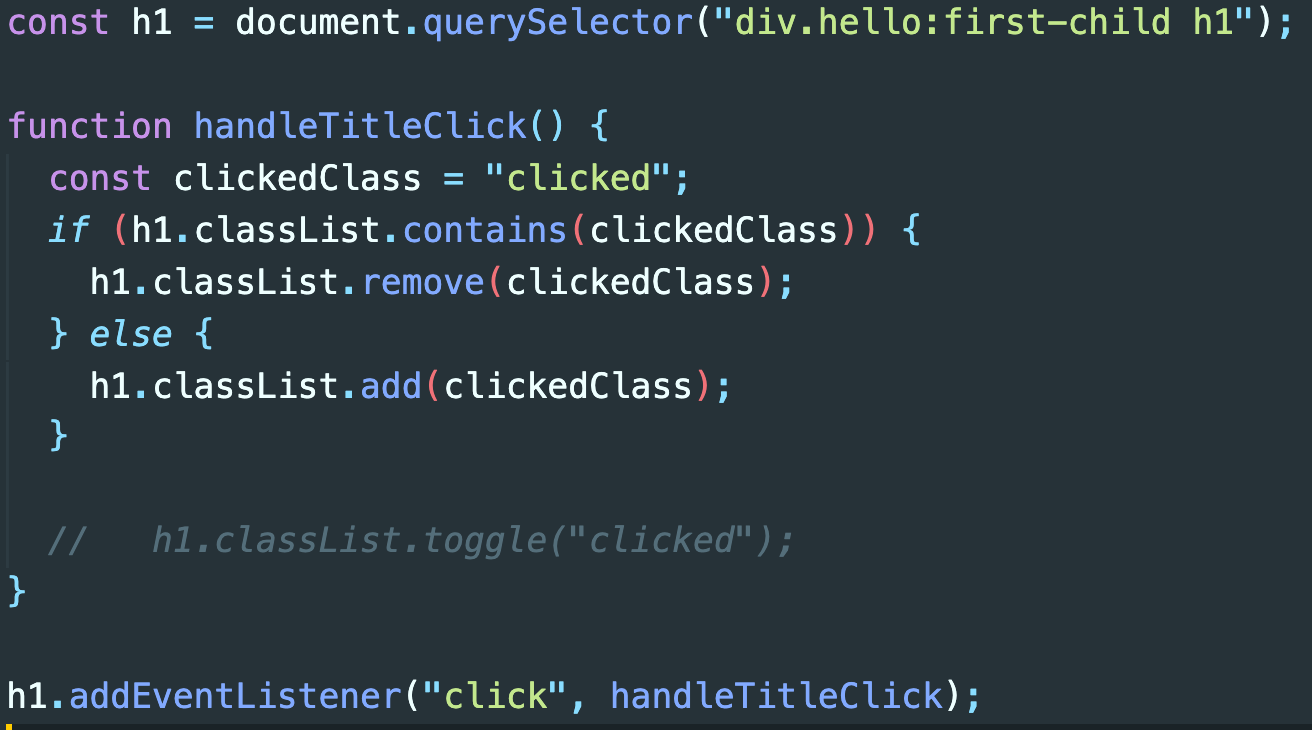 const h1 = document.querySelector("div.hello:first-child h1");

function handleTitleClick() {
  const clickedClass = "clicked";
  if (h1.classList.contains(clickedClass)) {
    h1.classList.remove(clickedClass);
  } else {
    h1.classList.add(clickedClass);
  }

  //   h1.classList.toggle("clicked");
}

h1.addEventListener("click", handleTitleClick);